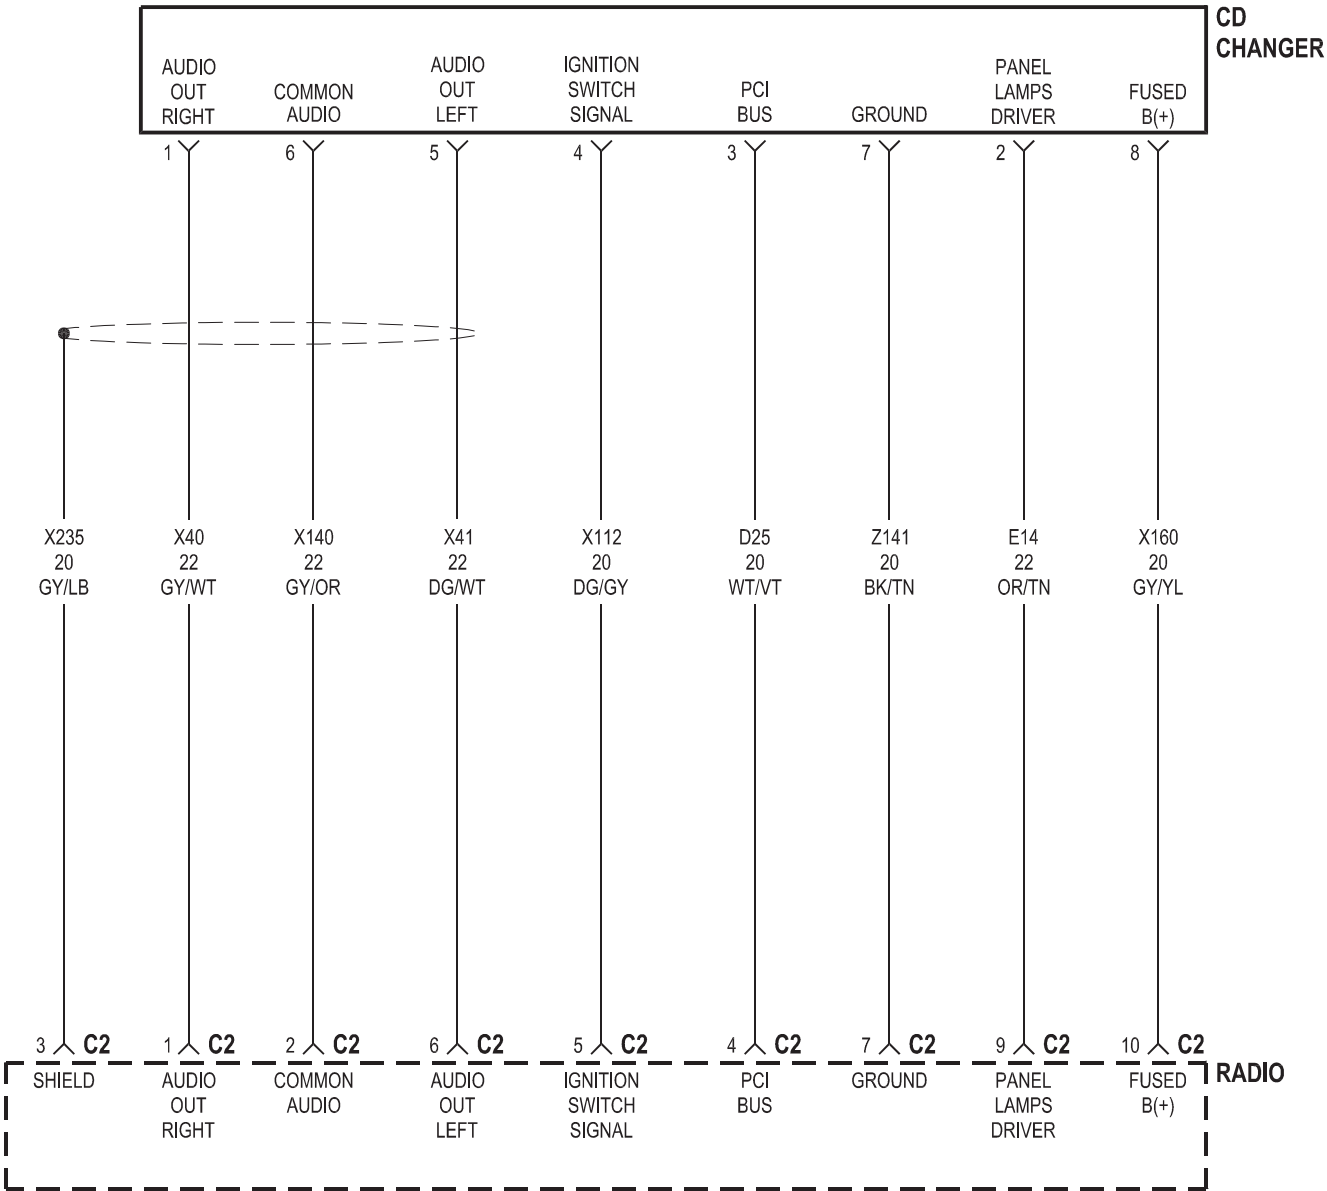 CD
CHANGER
AUDIO
OUT
RIGHT
COMMON
AUDIO
AUDIO
OUT
LEFT
IGNITION
SWITCH
SIGNAL
PCI
BUS
GROUND
PANEL
LAMPS
DRIVER
FUSED
B(+)
1 6 5 4 3 7 2 8
X235
20
GY/LB
X40
22
GY/WT
X140
22
GY/OR
X41
22
DG/WT
X112
20
DG/GY
D25
20
WT/VT
Z141
20
BK/TN
E14
22
OR/TN
X160
20
GY/YL
3 C2 1 C2 2 C2 6 C2 5 C2 4 C2 7 C2 9 C2 10 C2
RADIO
SHIELD
AUDIO
OUT
RIGHT
COMMON
AUDIO
AUDIO
OUT
LEFT
IGNITION
SWITCH
SIGNAL
PCI
BUS
GROUND
PANEL
LAMPS
DRIVER
FUSED
B(+)